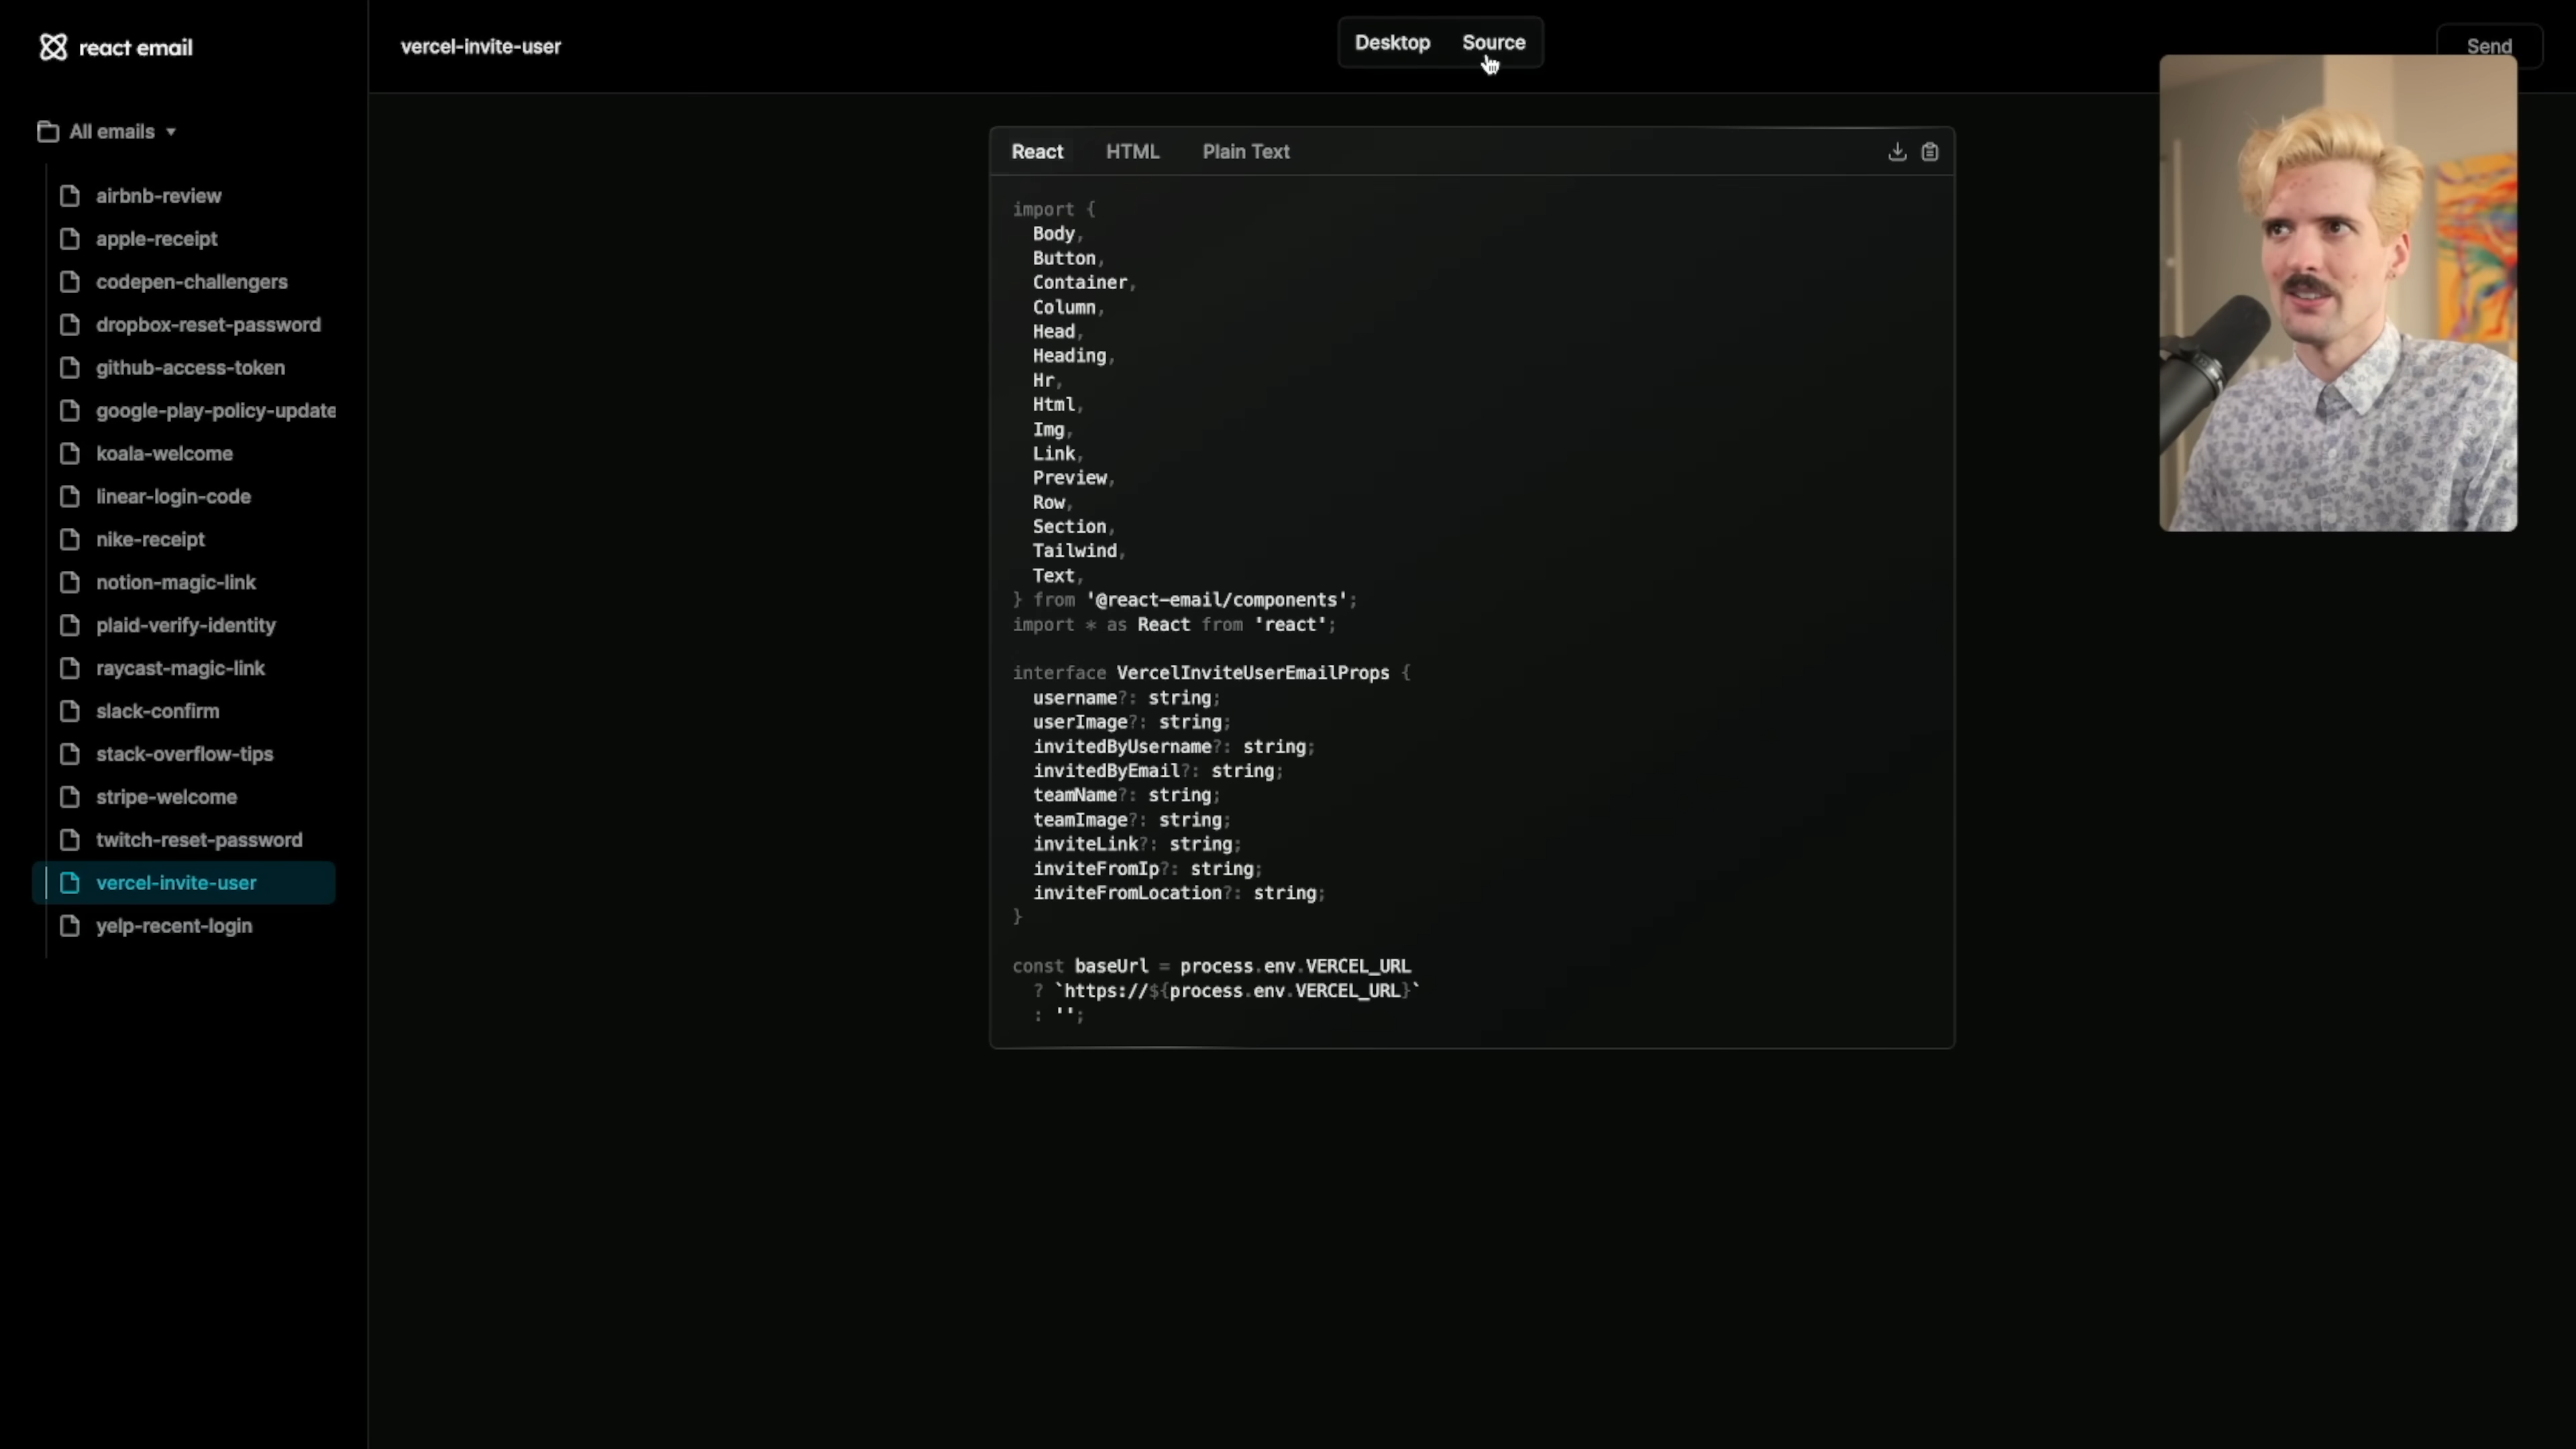 react email
vercel-invite-user
Desktop
Source
Send
All emails
airbnb-review
apple-receipt
codepen-challengers
dropbox-reset-password
github-access-token
google-play-policy-update
koala-welcome
linear-login-code
nike-receipt
notion-magic-link
plaid-verify-identity
raycast-magic-link
slack-confirm
stack-overflow-tips
stripe-welcome
twitch-reset-password
vercel-invite-user
yelp-recent-login
React
HTML
Plain Text
import {
  Body,
  Button,
  Container,
  Column,
  Head,
  Heading,
  Hr,
  Html,
  Img,
  Link,
  Preview,
  Row,
  Section,
  Tailwind,
  Text,
} from '@react-email/components';
import * as React from 'react';
interface VercelInviteUserEmailProps {
  username?: string;
  userImage?: string;
  invitedByUsername?: string;
  invitedByEmail?: string;
  teamName?: string;
  teamImage?: string;
  inviteLink?: string;
  inviteFromIp?: string;
  inviteFromLocation?: string;
}
const baseUrl = process.env.VERCEL_URL
  ? `https://${process.env.VERCEL_URL}`
  : '';